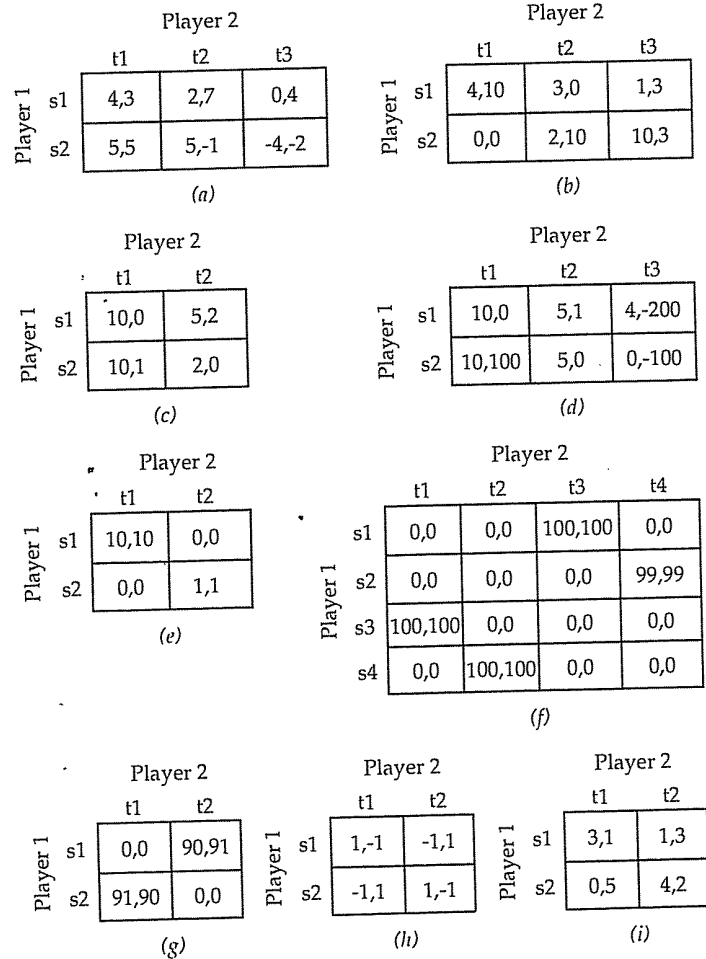 Player 2
t1 t2 t3
Player 1
s1 4,3 2,7 0,4
s2 5,5 5,-1 -4,-2
(a)
Player 2
t1 t2 t3
Player 1
s1 4,10 3,0 1,3
s2 0,0 2,10 10,3
(b)
Player 2
t1 t2
Player 1
s1 10,0 5,2
s2 10,1 2,0
(c)
Player 2
t1 t2 t3
Player 1
s1 10,0 5,1 4,-200
s2 10,100 5,0 0,-100
(d)
Player 2
t1 t2
Player 1
s1 10,10 0,0
s2 0,0 1,1
(e)
Player 2
t1 t2 t3 t4
Player 1
s1 0,0 0,0 100,100 0,0
s2 0,0 0,0 0,0 99,99
s3 100,100 0,0 0,0 0,0
s4 0,0 100,100 0,0 0,0
(f)
Player 2
t1 t2
Player 1
s1 0,0 90,91
s2 91,90 0,0
(g)
Player 2
t1 t2
Player 1
s1 1,-1 -1,1
s2 -1,1 1,-1
(h)
Player 2
t1 t2
Player 1
s1 3,1 1,3
s2 0,5 4,2
(i)